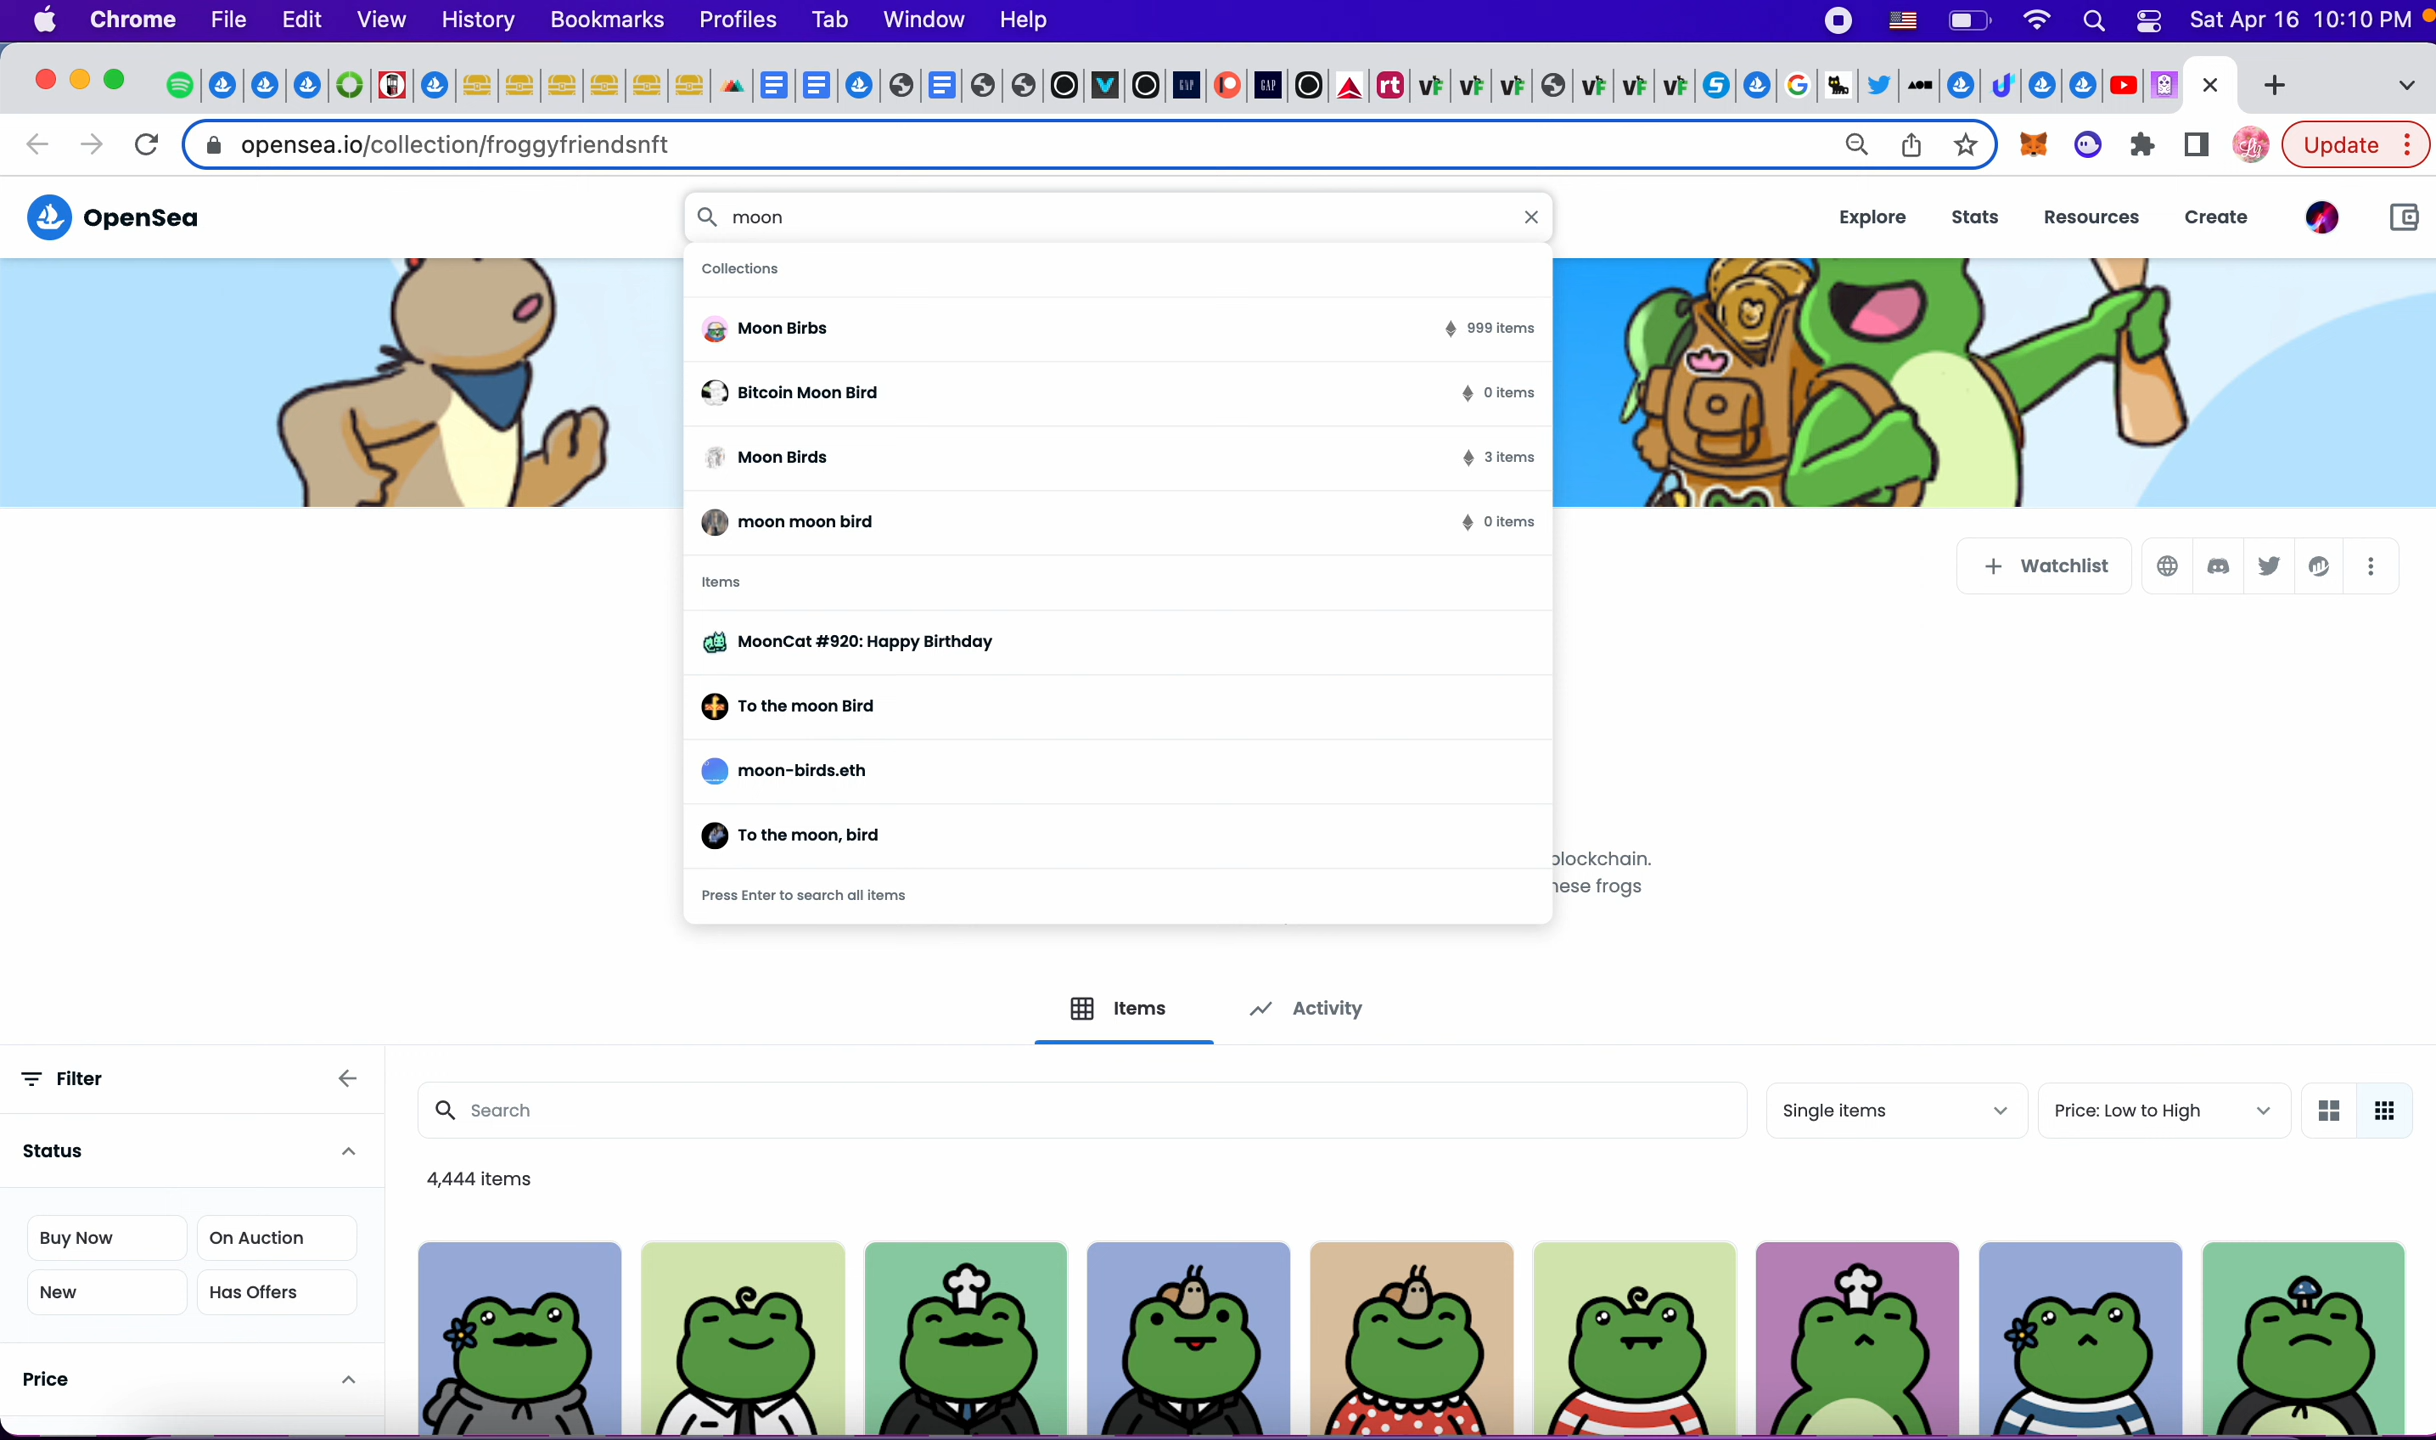 Chrome File Edit View History Bookmarks Profiles Tab Window Help Sat Apr 16 10:10 PM
opensea.io/collection/froggyfriendsnft Update
OpenSea moon Explore Stats Resources Create
Collections
Moon Birbs 999 items
Bitcoin Moon Bird 0 items
Moon Birds 3 items
moon moon bird 0 items
Watchlist
Items
MoonCat #920: Happy Birthday
To the moon Bird
moon-birds.eth
To the moon, bird
blockchain.
hese frogs
Press Enter to search all items
Items Activity
Filter
Search Single items Price: Low to High
Status
4,444 items
Buy Now On Auction
New Has Offers
Price